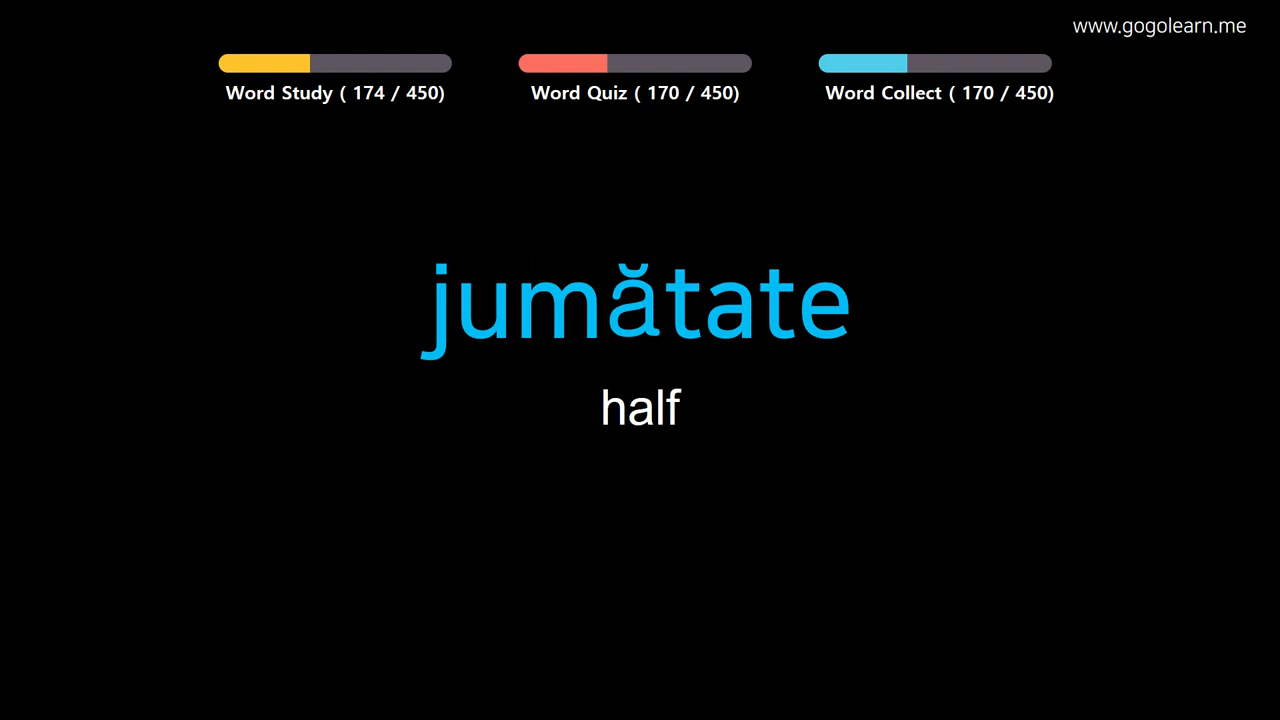 www.gogolearn.me
Word Study ( 174 / 450)
Word Quiz ( 170 / 450)
Word Collect ( 170 / 450)
jumătate
half